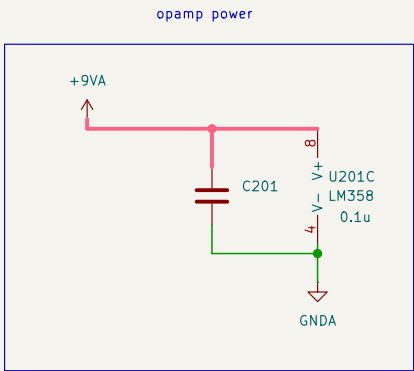 opamp power
+9VA
8
V+
C201
U201C
LM358
V-
0.1u
4
GNDA